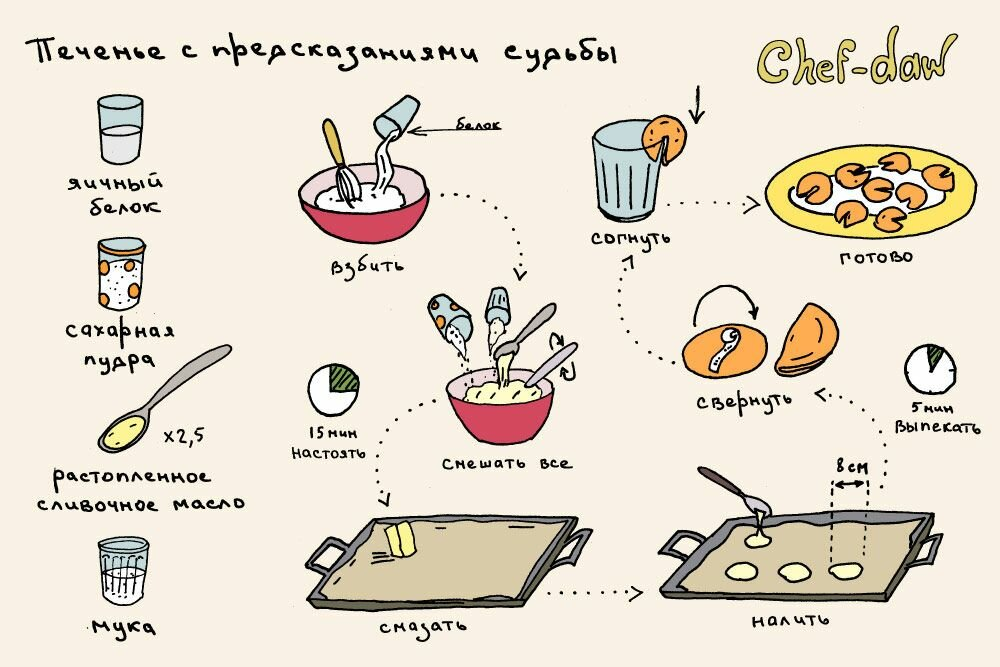 Печенье с предсказаниями судьбы
Chef-daw
яичный
белок
сахарная
пудра
x2,5
растопленное
сливочное масло
мука
белок
взбить
смешать все
15 мин
настоять
смазать
налить
8 см
5 мин
выпекать
свернуть
согнуть
готово